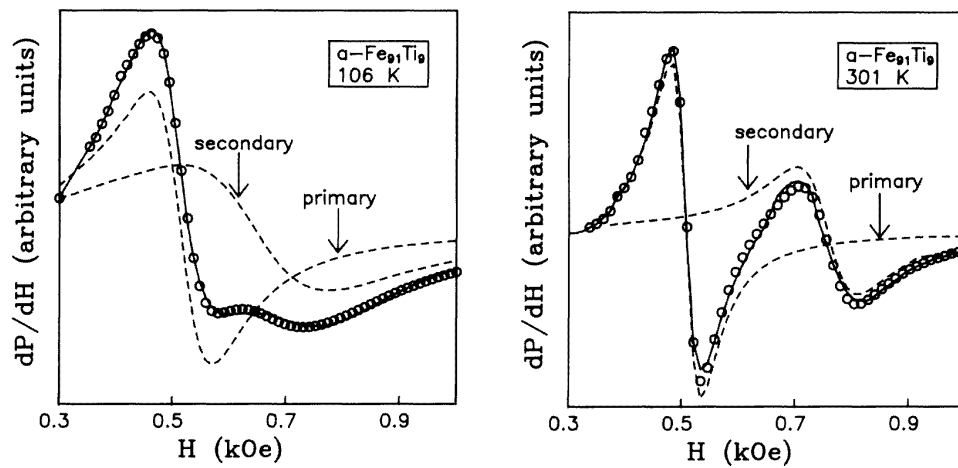 dP/dH (arbitrary units)
a-Fe₉₁Ti₉
106 K
secondary
primary
0.3 0.5 0.7 0.9
H (kOe)
dP/dH (arbitrary units)
a-Fe₉₁Ti₉
301 K
secondary
primary
0.3 0.5 0.7 0.9
H (kOe)